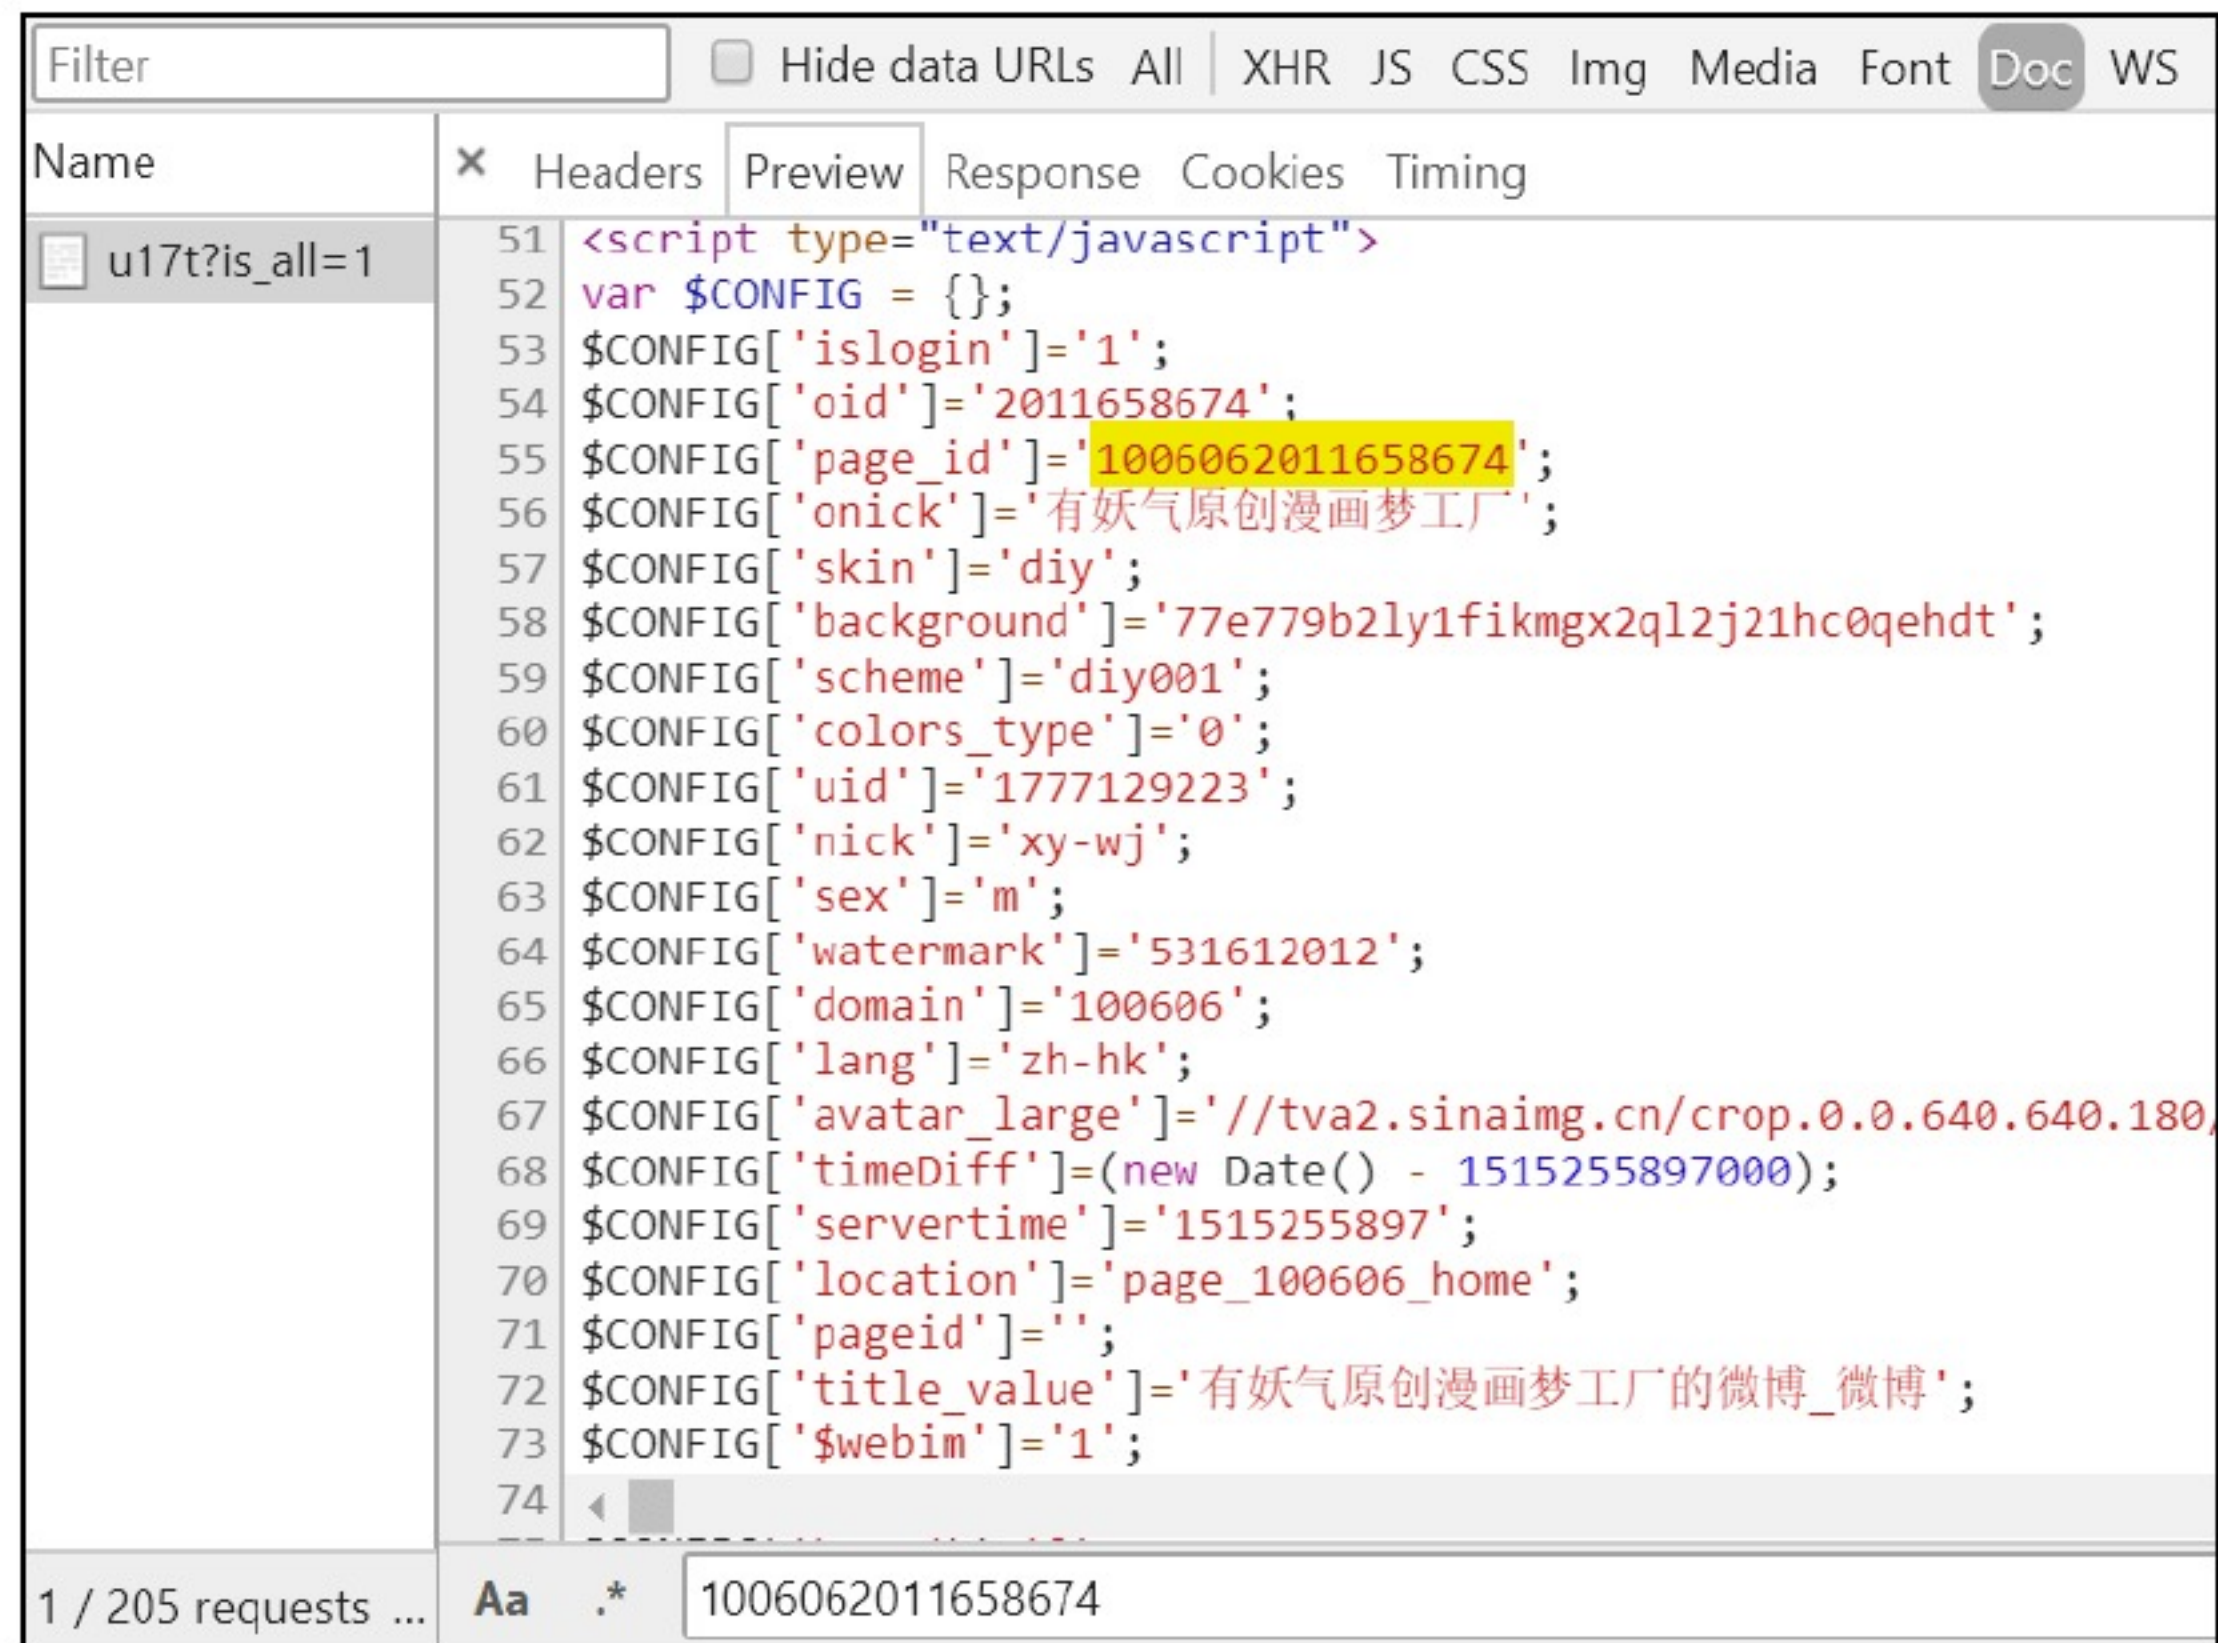 Filter Hide data URLs All XHR JS CSS Img Media Font Doc WS
Name
× Headers Preview Response Cookies Timing
u17t?is_all=1
51 <script type="text/javascript">
52 var $CONFIG = {};
53 $CONFIG['islogin']='1';
54 $CONFIG['oid']='2011658674';
55 $CONFIG['page_id']='1006062011658674';
56 $CONFIG['onick']='有妖气原创漫画梦工厂';
57 $CONFIG['skin']='diy';
58 $CONFIG['background']='77e779b2ly1fikmgx2ql2j21hc0qehdt';
59 $CONFIG['scheme']='diy001';
60 $CONFIG['colors_type']='0';
61 $CONFIG['uid']='1777129223';
62 $CONFIG['nick']='xy-wj';
63 $CONFIG['sex']='m';
64 $CONFIG['watermark']='531612012';
65 $CONFIG['domain']='100606';
66 $CONFIG['lang']='zh-hk';
67 $CONFIG['avatar_large']='//tva2.sinaimg.cn/crop.0.0.640.640.180/
68 $CONFIG['timeDiff']=(new Date() - 1515255897000);
69 $CONFIG['servertime']='1515255897';
70 $CONFIG['location']='page_100606_home';
71 $CONFIG['pageid']='';
72 $CONFIG['title_value']='有妖气原创漫画梦工厂的微博_微博';
73 $CONFIG['$webim']='1';
74
1 / 205 requests ... Aa .* 1006062011658674